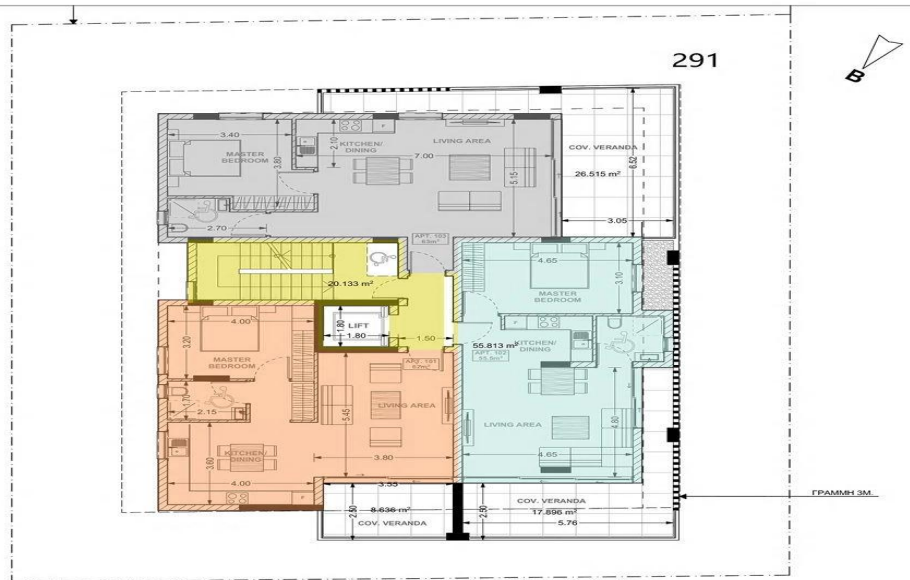 291
B
3.40
MASTER
BEDROOM
3.60
2.10
KITCHEN/
DINING
F
LIVING AREA
7.00
5.15
COV. VERANDA
6.52
26.515 m²
3.05
2.70
APT. 103
63m²
20.133 m²
4.65
3.10
MASTER
BEDROOM
4.00
3.20
MASTER
BEDROOM
1.80
LIFT
1.80
1.50
F
KITCHEN/
DINING
55.813 m²
APT. 102
55.8m²
APT. 101
57m²
1.70
2.15
5.45
LIVING AREA
LIVING AREA
4.80
KITCHEN/
DINING
3.60
4.00
3.80
4.65
F
3.55
2.50
8.636 m²
COV. VERANDA
2.50
COV. VERANDA
17.896 m²
5.76
ΓΡΑΜΜΗ 3Μ.